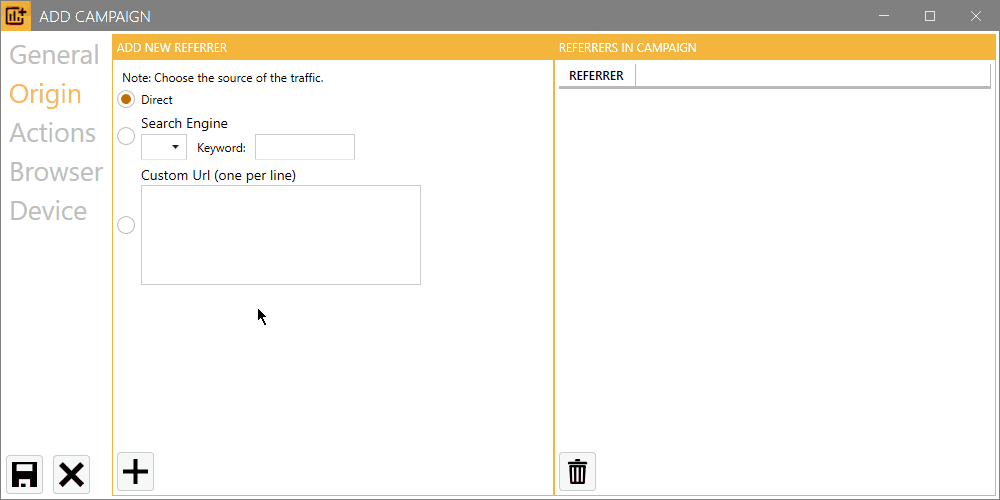 ADD CAMPAIGN
General
Origin
Actions
Browser
Device
ADD NEW REFERRER
Note: Choose the source of the traffic.
Direct
Search Engine
Keyword:
Custom Url (one per line)
REFERRERS IN CAMPAIGN
REFERRER